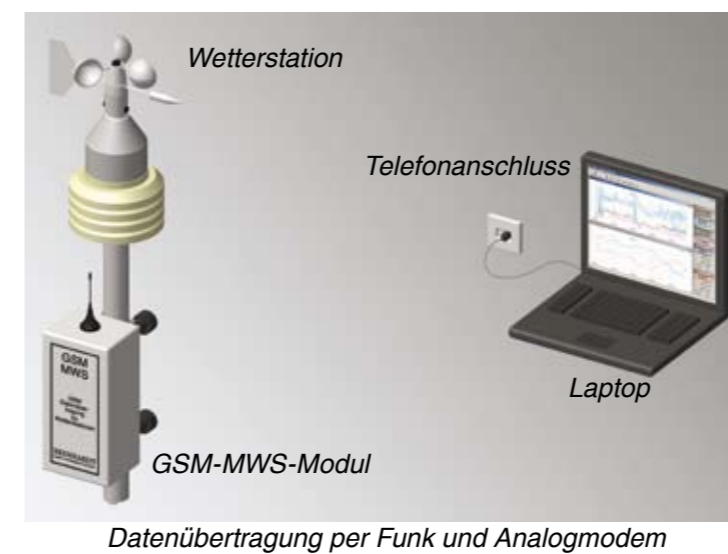 Wetterstation
Telefonanschluss
Laptop
GSM
MWS
GSM-MWS-Modul
Datenübertragung per Funk und Analogmodem